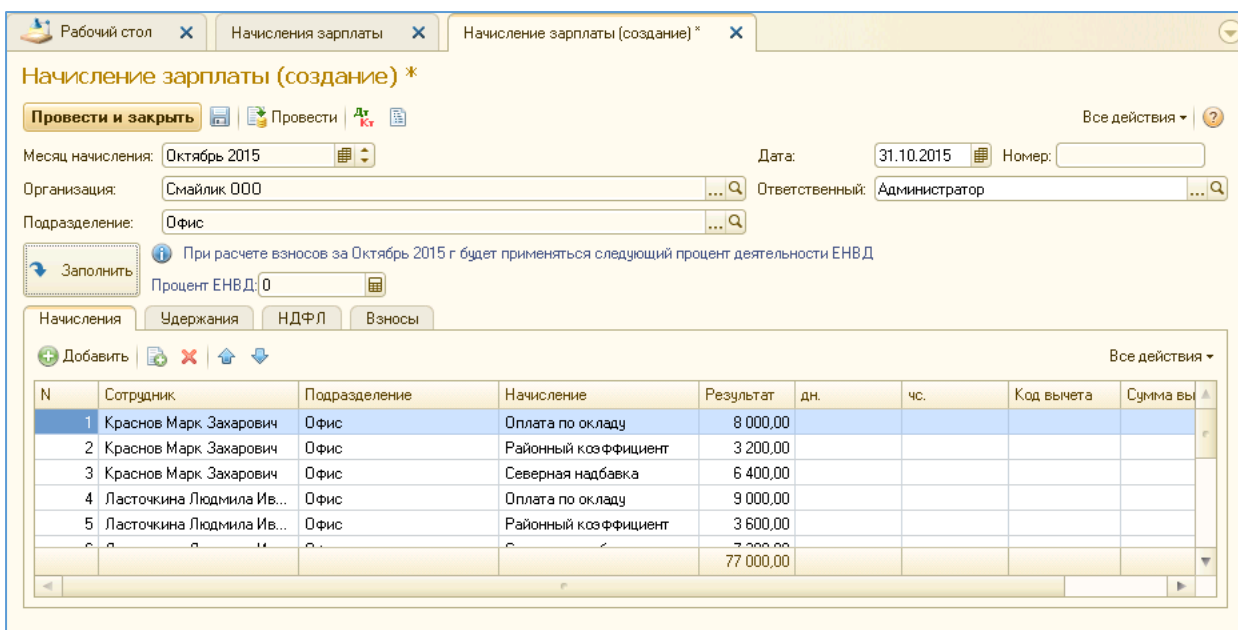 Рабочий стол Начисления зарплаты Начисление зарплаты (создание) *
Начисление зарплаты (создание) *
Провести и закрыть Провести Дт Кт Все действия
Месяц начисления: Октябрь 2015 Дата: 31.10.2015 Номер:
Организация: Смайлик ООО ... Ответственный: Администратор ...
Подразделение: Офис ...
Заполнить При расчете взносов за Октябрь 2015 г будет применяться следующий процент деятельности ЕНВД
Процент ЕНВД: 0
Начисления Удержания НДФЛ Взносы
Добавить Все действия
N Сотрудник Подразделение Начисление Результат дн. чс. Код вычета Сумма вы
1 Краснов Марк Захарович Офис Оплата по окладу 8 000,00
2 Краснов Марк Захарович Офис Районный коэффициент 3 200,00
3 Краснов Марк Захарович Офис Северная надбавка 6 400,00
4 Ласточкина Людмила Ив... Офис Оплата по окладу 9 000,00
5 Ласточкина Людмила Ив... Офис Районный коэффициент 3 600,00
77 000,00